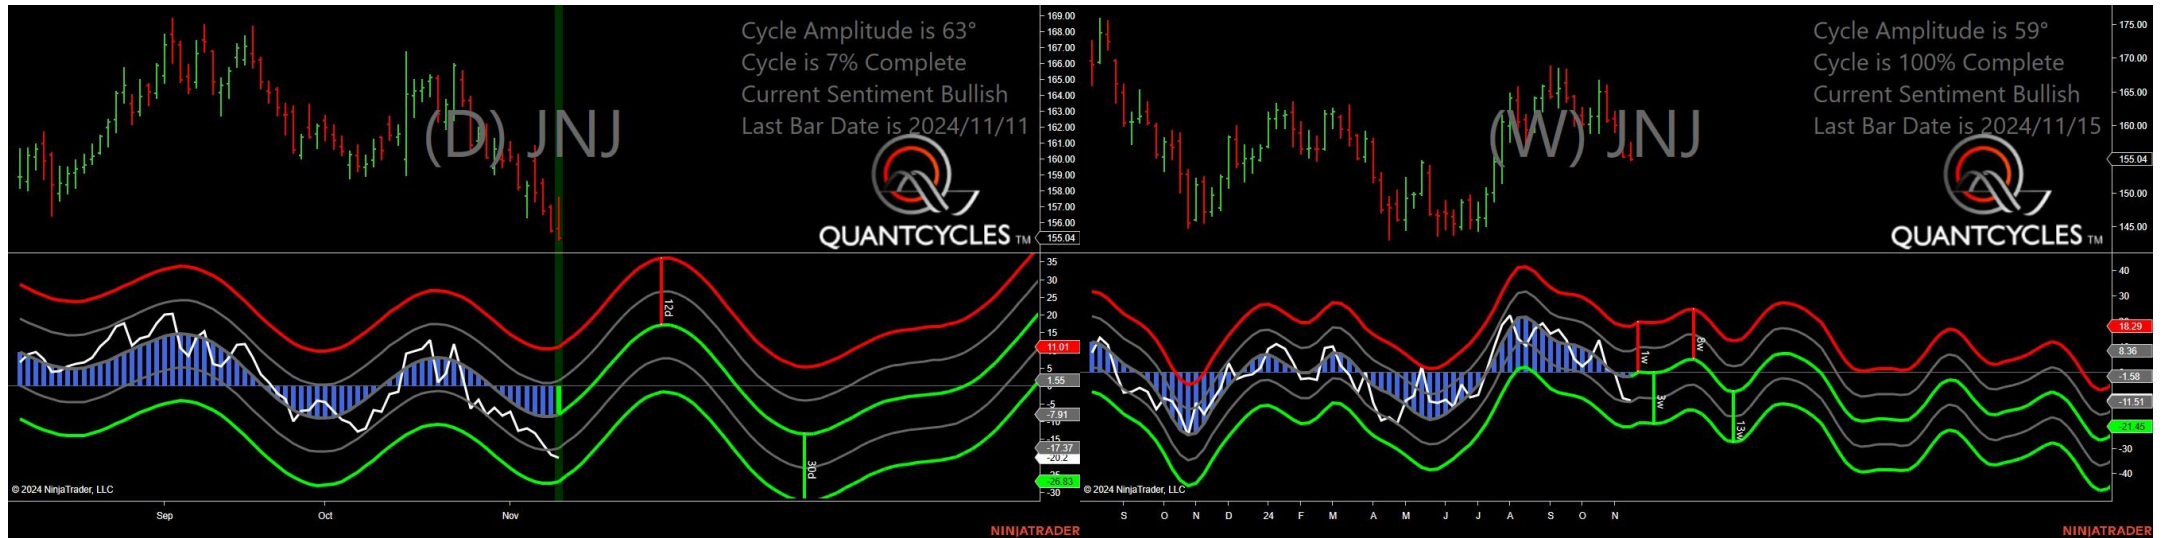 Cycle Amplitude is 63°
Cycle is 7% Complete
Current Sentiment Bullish
Last Bar Date is 2024/11/11
(D) JNJ
QUANTCYCLES TM
169.00
168.00
167.00
166.00
165.00
164.00
163.00
162.00
161.00
160.00
159.00
158.00
157.00
156.00
155.04
12d
30d
35
30
25
20
15
11.01
5
1.55
-5
-7.91
-10
-15
-17.37
-20.2
-26.83
-30
© 2024 NinjaTrader, LLC
Sep
Oct
Nov
NINJATRADER
Cycle Amplitude is 59°
Cycle is 100% Complete
Current Sentiment Bullish
Last Bar Date is 2024/11/15
(W) JNJ
QUANTCYCLES TM
175.00
170.00
165.00
160.00
155.04
150.00
145.00
1w
8w
3w
13w
40
30
18.29
8.36
-1.58
-11.51
-21.45
-30
-40
© 2024 NinjaTrader, LLC
S O N D 24 F M A M J J A S O N
NINJATRADER